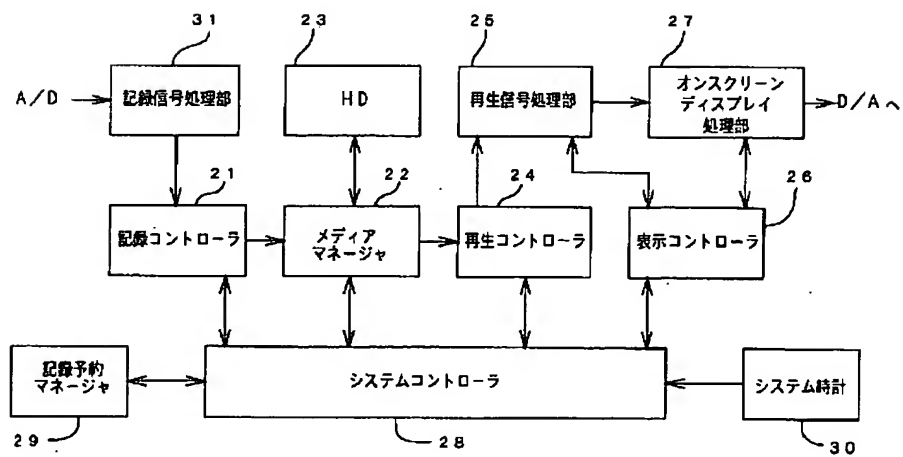 31
23
25
27
A/D
記録信号処理部
HD
再生信号処理部
オンスクリーン
ディスプレイ
処理部
D/Aへ
21
22
24
26
記録コントローラ
メディア
マネージャ
再生コントローラ
表示コントローラ
記録予約
マネージャ
システムコントローラ
システム時計
29
28
30